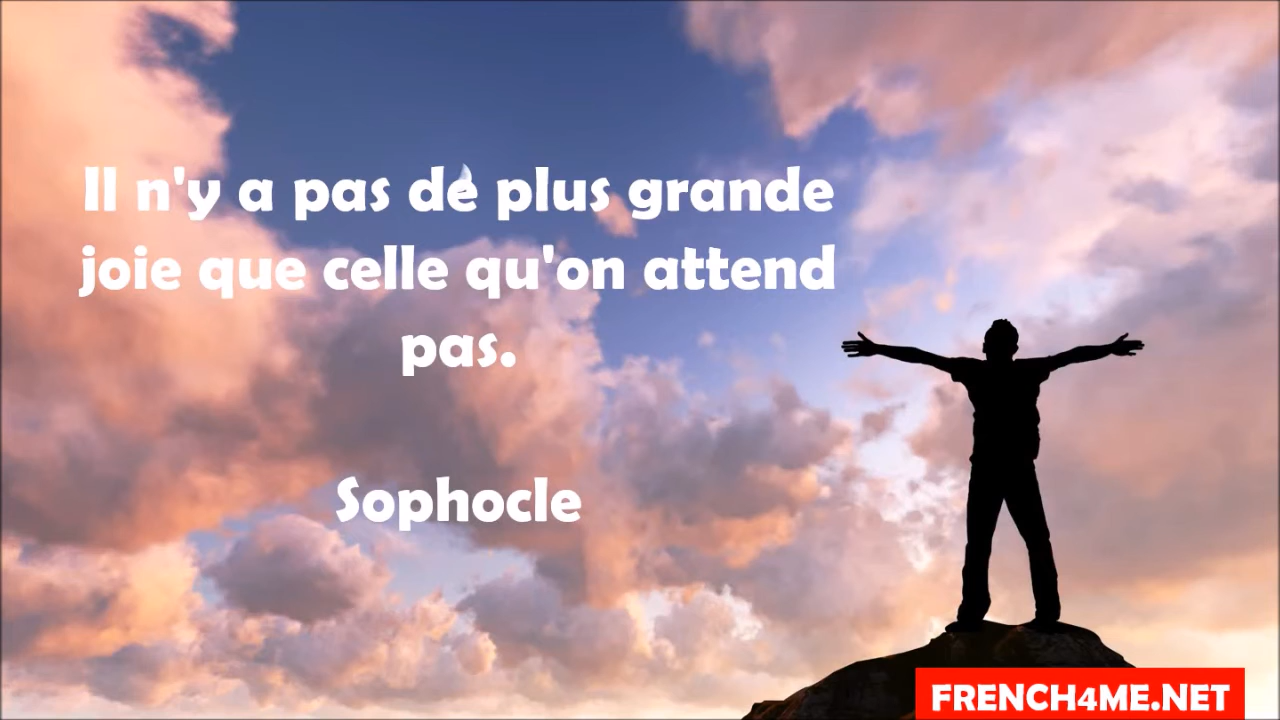 Il n'y a pas de plus grande
joie que celle qu'on attend
pas.
Sophocle
FRENCH4ME.NET